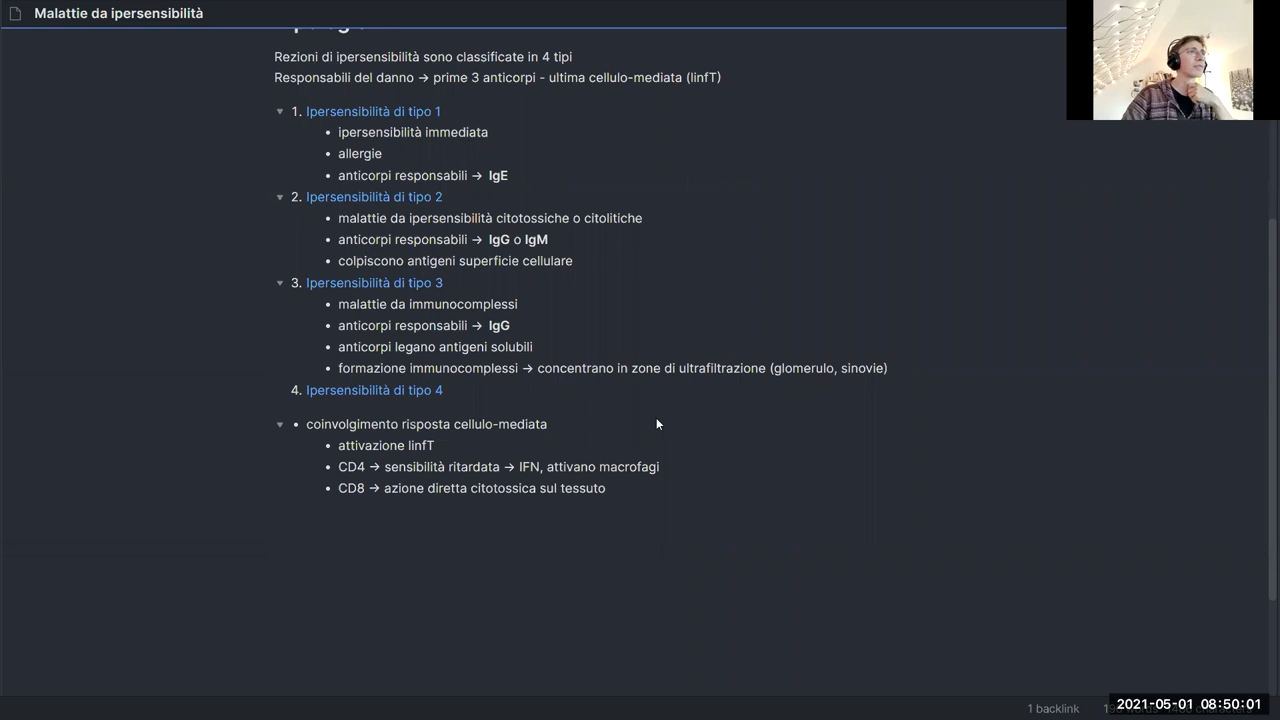 Malattie da ipersensibilità
Rezioni di ipersensibilità sono classificate in 4 tipi
Responsabili del danno → prime 3 anticorpi - ultima cellulo-mediata (linfT)
1. Ipersensibilità di tipo 1
• ipersensibilità immediata
• allergie
• anticorpi responsabili → IgE
2. Ipersensibilità di tipo 2
• malattie da ipersensibilità citotossiche o citolitiche
• anticorpi responsabili → IgG o IgM
• colpiscono antigeni superficie cellulare
3. Ipersensibilità di tipo 3
• malattie da immunocomplessi
• anticorpi responsabili → IgG
• anticorpi legano antigeni solubili
• formazione immunocomplessi → concentrano in zone di ultrafiltrazione (glomerulo, sinovie)
4. Ipersensibilità di tipo 4
• coinvolgimento risposta cellulo-mediata
• attivazione linfT
• CD4 → sensibilità ritardata → IFN, attivano macrofagi
• CD8 → azione diretta citotossica sul tessuto
1 backlink
2021-05-01 08:50:01